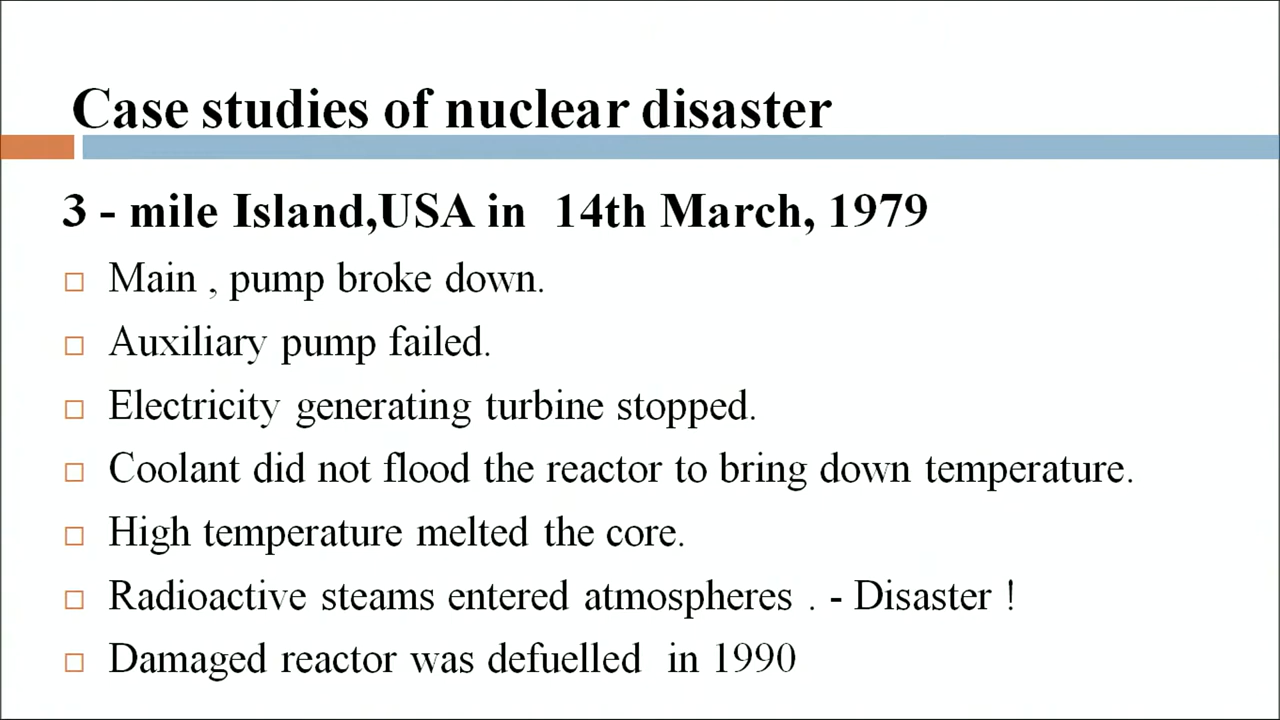 Case studies of nuclear disaster
3 - mile Island,USA in 14th March, 1979
Main , pump broke down.
Auxiliary pump failed.
Electricity generating turbine stopped.
Coolant did not flood the reactor to bring down temperature.
High temperature melted the core.
Radioactive steams entered atmospheres . - Disaster !
Damaged reactor was defuelled in 1990